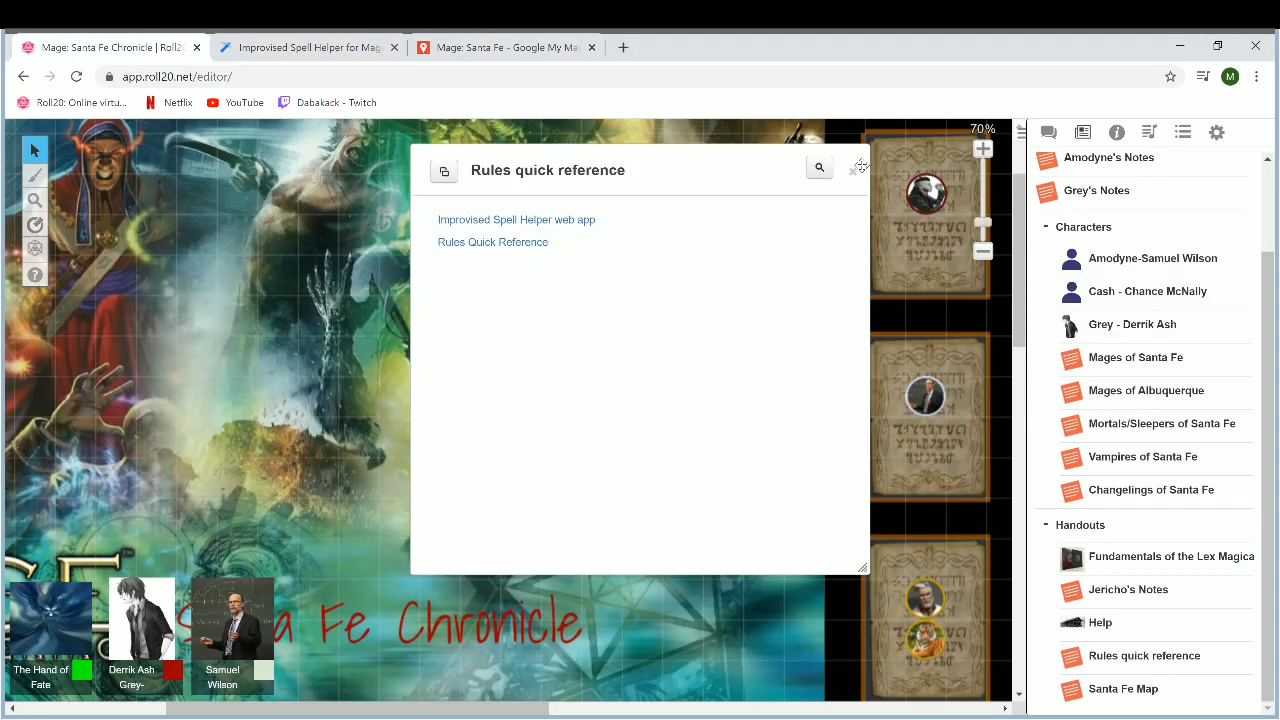 Mage: Santa Fe Chronicle | Roll20
Improvised Spell Helper for Mag
Mage: Santa Fe - Google My Ma
app.roll20.net/editor/
M
Roll20: Online virtu...
Netflix
YouTube
Dabakack - Twitch
70%
Rules quick reference
Improvised Spell Helper web app
Rules Quick Reference
Amodyne's Notes
Grey's Notes
Characters
Amodyne-Samuel Wilson
Cash - Chance McNally
Grey - Derrik Ash
Mages of Santa Fe
Mages of Albuquerque
Mortals/Sleepers of Santa Fe
Vampires of Santa Fe
Changelings of Santa Fe
Handouts
Fundamentals of the Lex Magica
Jericho's Notes
Help
Rules quick reference
Santa Fe Map
GE™
Santa Fe Chronicle
The Hand of
Fate
Derrik Ash
Grey-
Samuel
Wilson